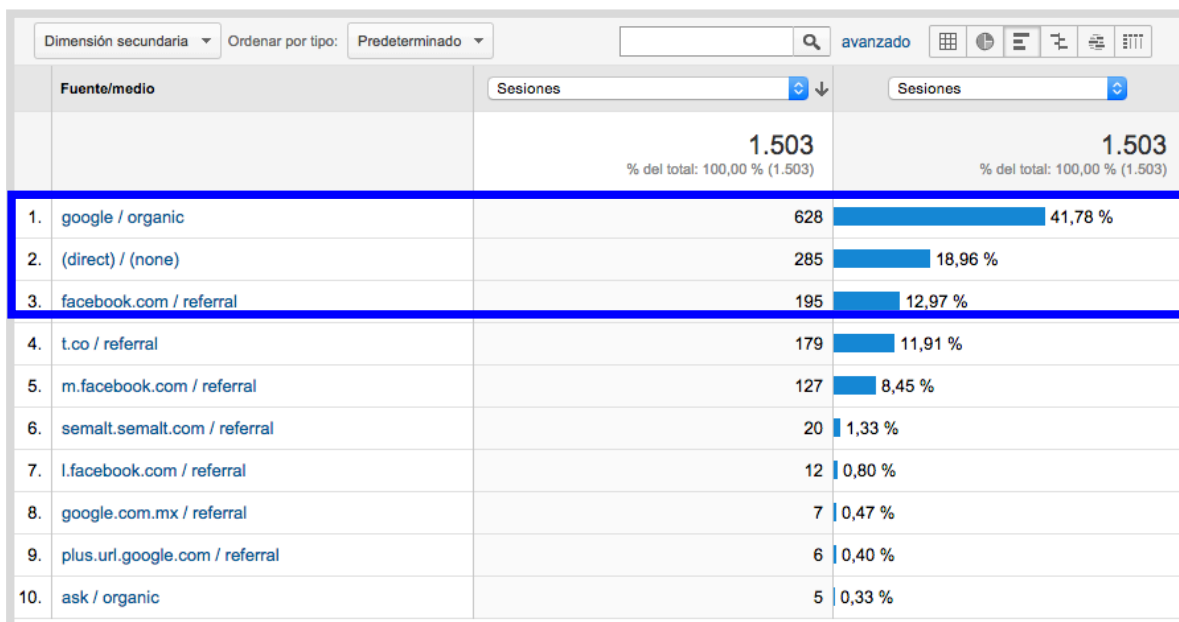 Dimensión secundaria Ordenar por tipo: Predeterminado avanzado
Fuente/medio Sesiones Sesiones
1.503 1.503
% del total: 100,00 % (1.503) % del total: 100,00 % (1.503)
1. google / organic 628 41,78 %
2. (direct) / (none) 285 18,96 %
3. facebook.com / referral 195 12,97 %
4. t.co / referral 179 11,91 %
5. m.facebook.com / referral 127 8,45 %
6. semalt.semalt.com / referral 20 1,33 %
7. l.facebook.com / referral 12 0,80 %
8. google.com.mx / referral 7 0,47 %
9. plus.url.google.com / referral 6 0,40 %
10. ask / organic 5 0,33 %